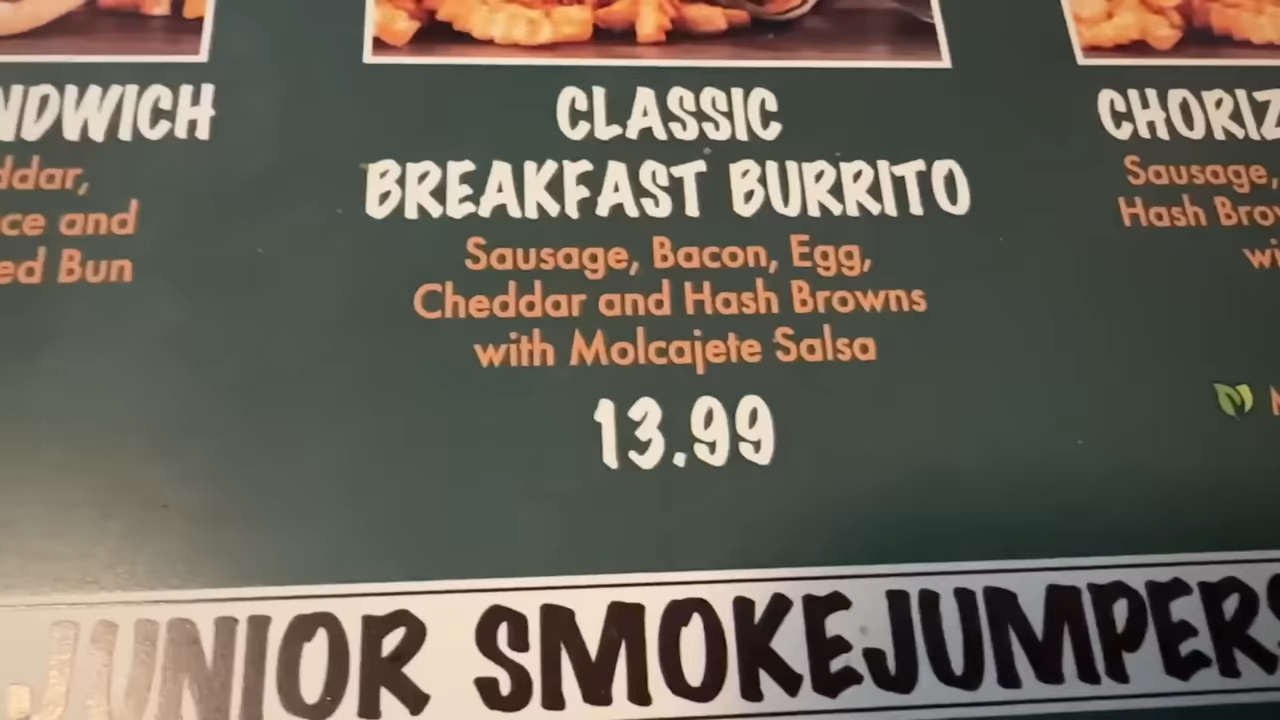 CLASSIC
BREAKFAST BURRITO
Sausage, Bacon, Egg,
Cheddar and Hash Browns
with Molcajete Salsa
13.99
NDWICH
ddar,
ce and
ed Bun
CHORIZ
Sausage,
Hash Brow
wi
JUNIOR SMOKEJUMPERS